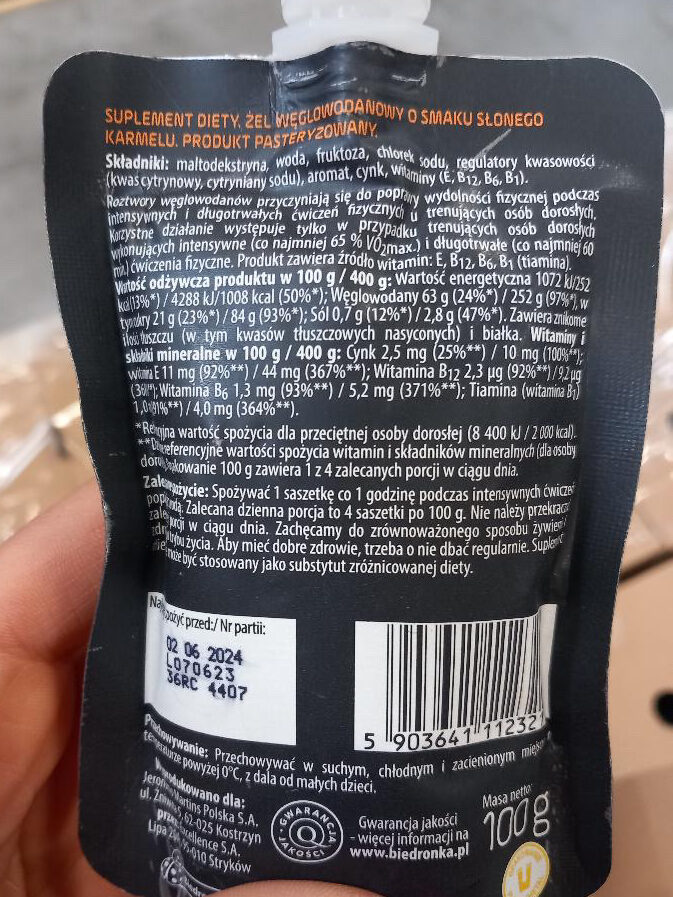 SUPLEMENT DIETY. ŻEL WĘGLOWODANOWY O SMAKU SŁONEGO
KARMELU. PRODUKT PASTERYZOWANY.
Składniki: maltodekstryna, woda, fruktoza, chlorek sodu, regulatory kwasowości
(kwas cytrynowy, cytryniany sodu), aromat, cynk, witaminy (E, B12, B6, B1).
Roztwory węglowodanów przyczyniają się do poprawy wydolności fizycznej podczas
intensywnych i długotrwałych ćwiczeń fizycznych u trenujących osób dorosłych.
Korzystne działanie występuje tylko w przypadku trenujących osób dorosłych
wykonujących intensywne (co najmniej 65 % VO2max.) i długotrwałe (co najmniej 60
min.) ćwiczenia fizyczne. Produkt zawiera źródło witamin: E, B12, B6, B1 (tiamina).
Wartość odżywcza produktu w 100 g / 400 g: Wartość energetyczna 1072 kJ/252
kcal (13%*) / 4288 kJ/1008 kcal (50%*); Węglowodany 63 g (24%*) / 252 g (97%*), w
tym cukry 21 g (23%*) / 84 g (93%*); Sól 0,7 g (12%*) / 2,8 g (47%*). Zawiera znikome
ilości tłuszczu (w tym kwasów tłuszczowych nasyconych) i białka. Witaminy i
składniki mineralne w 100 g / 400 g: Cynk 2,5 mg (25%**) / 10 mg (100%**);
witamina E 11 mg (92%**) / 44 mg (367%**); Witamina B12 2,3 µg (92%**) / 9,2 µg
Witamina B6 1,3 mg (93%**) / 5,2 mg (371%**); Tiamina (witamina B1)
(91%**) / 4,0 mg (364%**).
* wartość spożycia dla przeciętnej osoby dorosłej (8 400 kJ / 2 000 kcal).
** referencyjne wartości spożycia witamin i składników mineralnych (dla osoby
Opakowanie 100 g zawiera 1 z 4 zalecanych porcji w ciągu dnia.
Spożywać 1 saszetkę co 1 godzinę podczas intensywnych ćwiczeń
Zalecana dzienna porcja to 4 saszetki po 100 g. Nie należy przekraczać
porcji w ciągu dnia. Zachęcamy do zrównoważonego sposobu żywienia i
trybu życia. Aby mieć dobre zdrowie, trzeba o nie dbać regularnie. Suplement
może być stosowany jako substytut zróżnicowanej diety.
spożyć przed:/ Nr partii:
02 06 2024
L070623
36RC 4407
5 903641 11232
Przechowywanie: Przechowywać w suchym, chłodnym i zacienionym miejscu
temperaturze powyżej 0°C, z dala od małych dzieci.
Wyprodukowano dla:
Jeronimo Martins Polska S.A.
ul. Żniwna 5, 62-025 Kostrzyn
przez: Excellence S.A.
Lipa 20 -010 Stryków
GWARANCJA
Q
JAKOŚCI
Gwarancja jakości
- więcej informacji na
www.biedronka.pl
Masa netto:
100 g
U